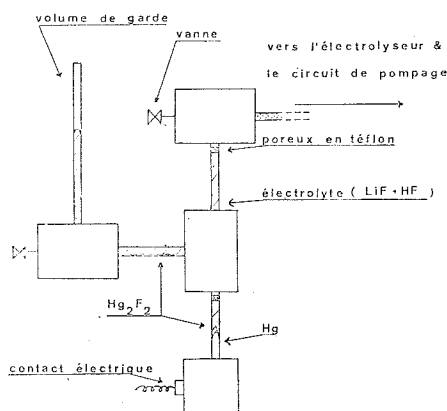 volume de garde
vanne
vers l'électrolyseur &
le circuit de pompage
poreux en téflon
électrolyte (LiF+HF)
Hg₂F₂
Hg
contact électrique